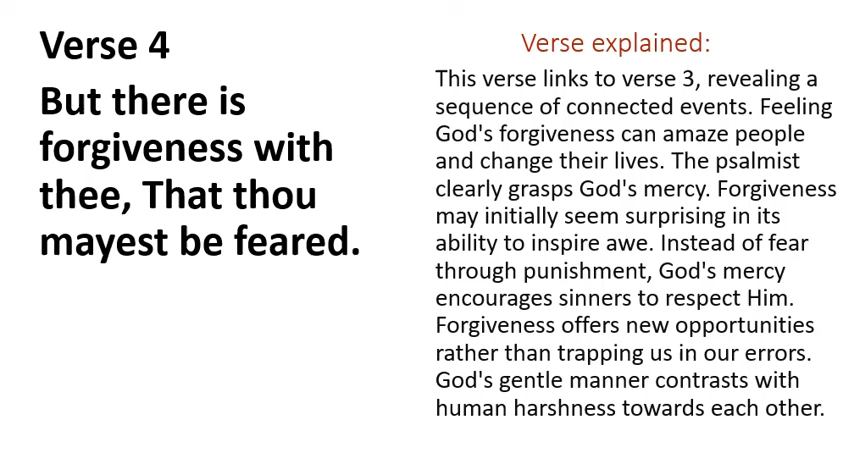 Verse 4
But there is
forgiveness with
thee, That thou
mayest be feared.
Verse explained:
This verse links to verse 3, revealing a
sequence of connected events. Feeling
God's forgiveness can amaze people
and change their lives. The psalmist
clearly grasps God's mercy. Forgiveness
may initially seem surprising in its
ability to inspire awe. Instead of fear
through punishment, God's mercy
encourages sinners to respect Him.
Forgiveness offers new opportunities
rather than trapping us in our errors.
God's gentle manner contrasts with
human harshness towards each other.